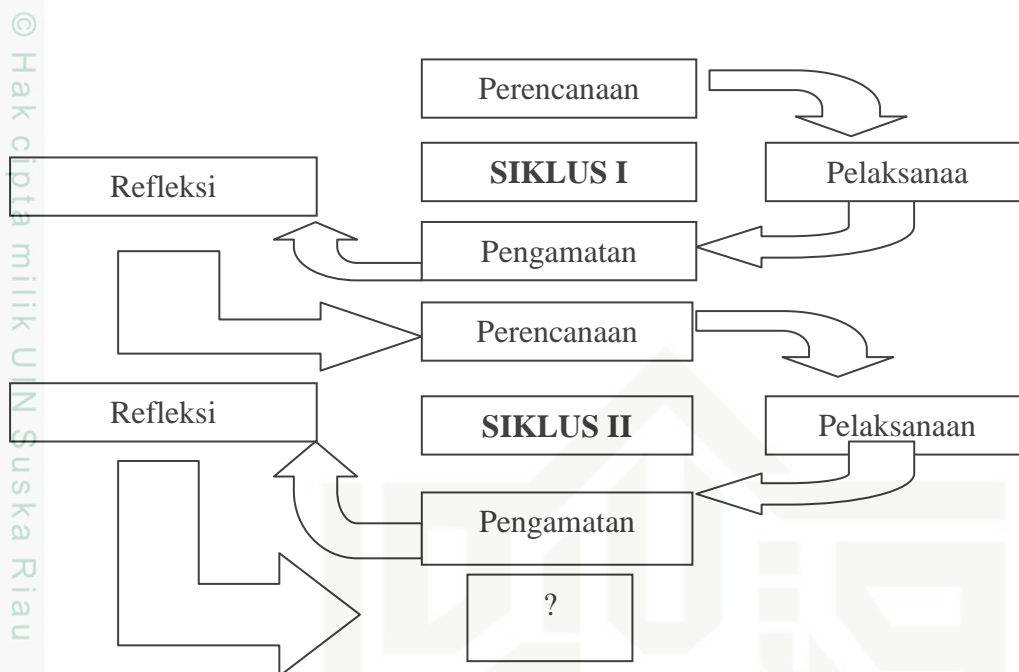 © Hak cipta milik UIN Suska Riau
Perencanaan
Refleksi
SIKLUS I
Pelaksanaa
Pengamatan
Perencanaan
Refleksi
SIKLUS II
Pelaksanaan
Pengamatan
?